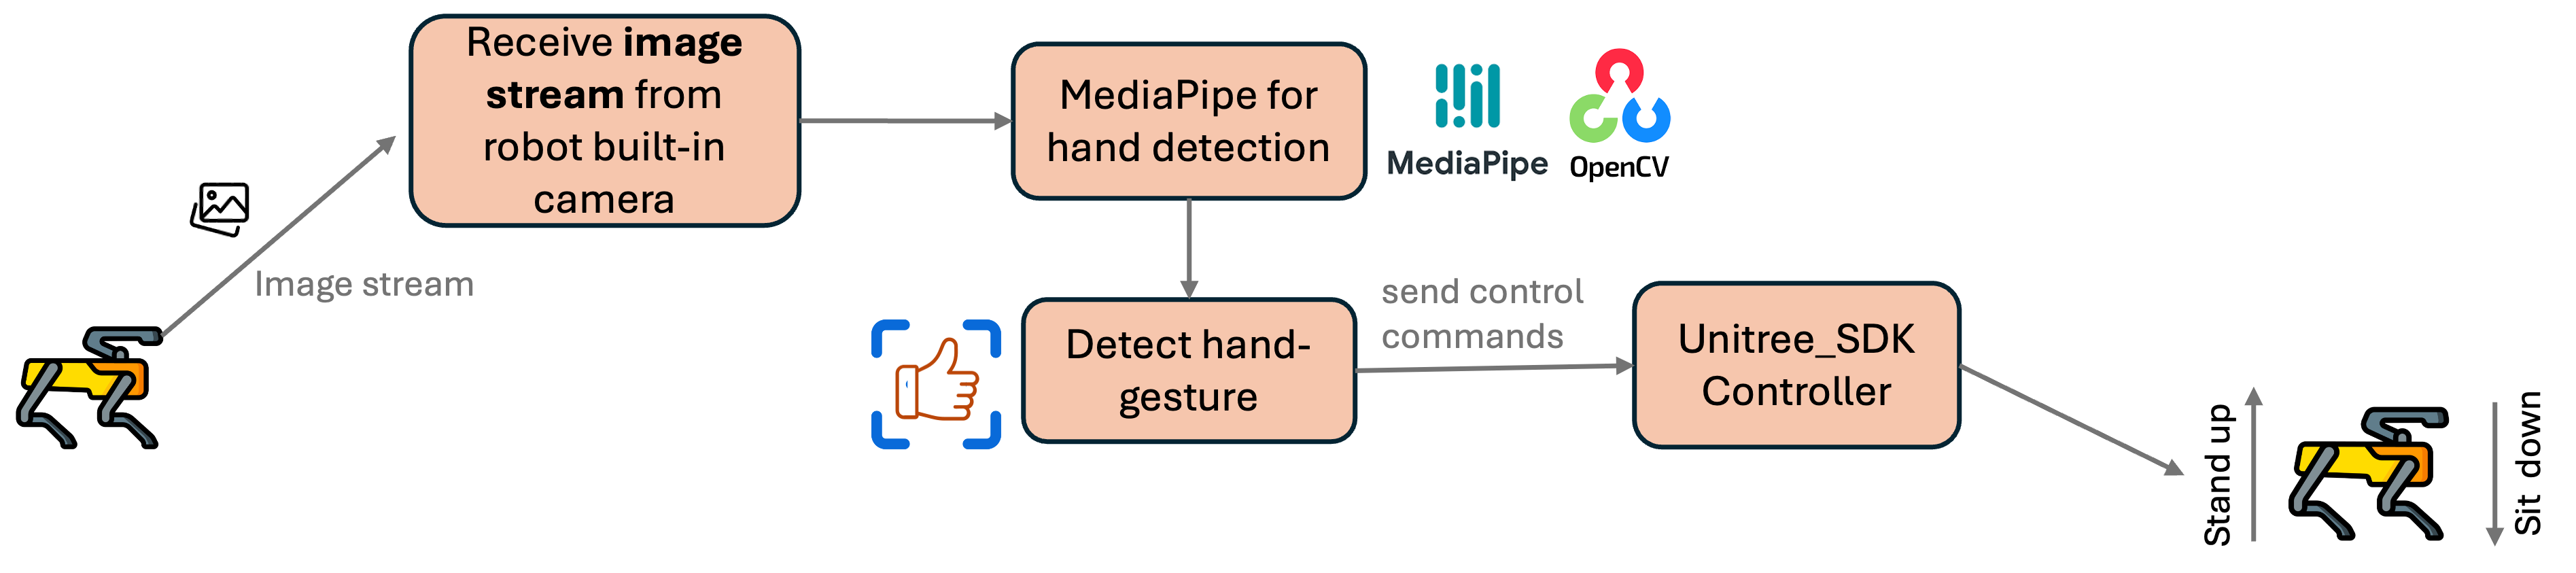 Receive image
stream from
robot built-in
camera
MediaPipe for
hand detection
MediaPipe
OpenCV
Image stream
Detect hand-
gesture
send control
commands
Unitree_SDK
Controller
Stand up
Sit down